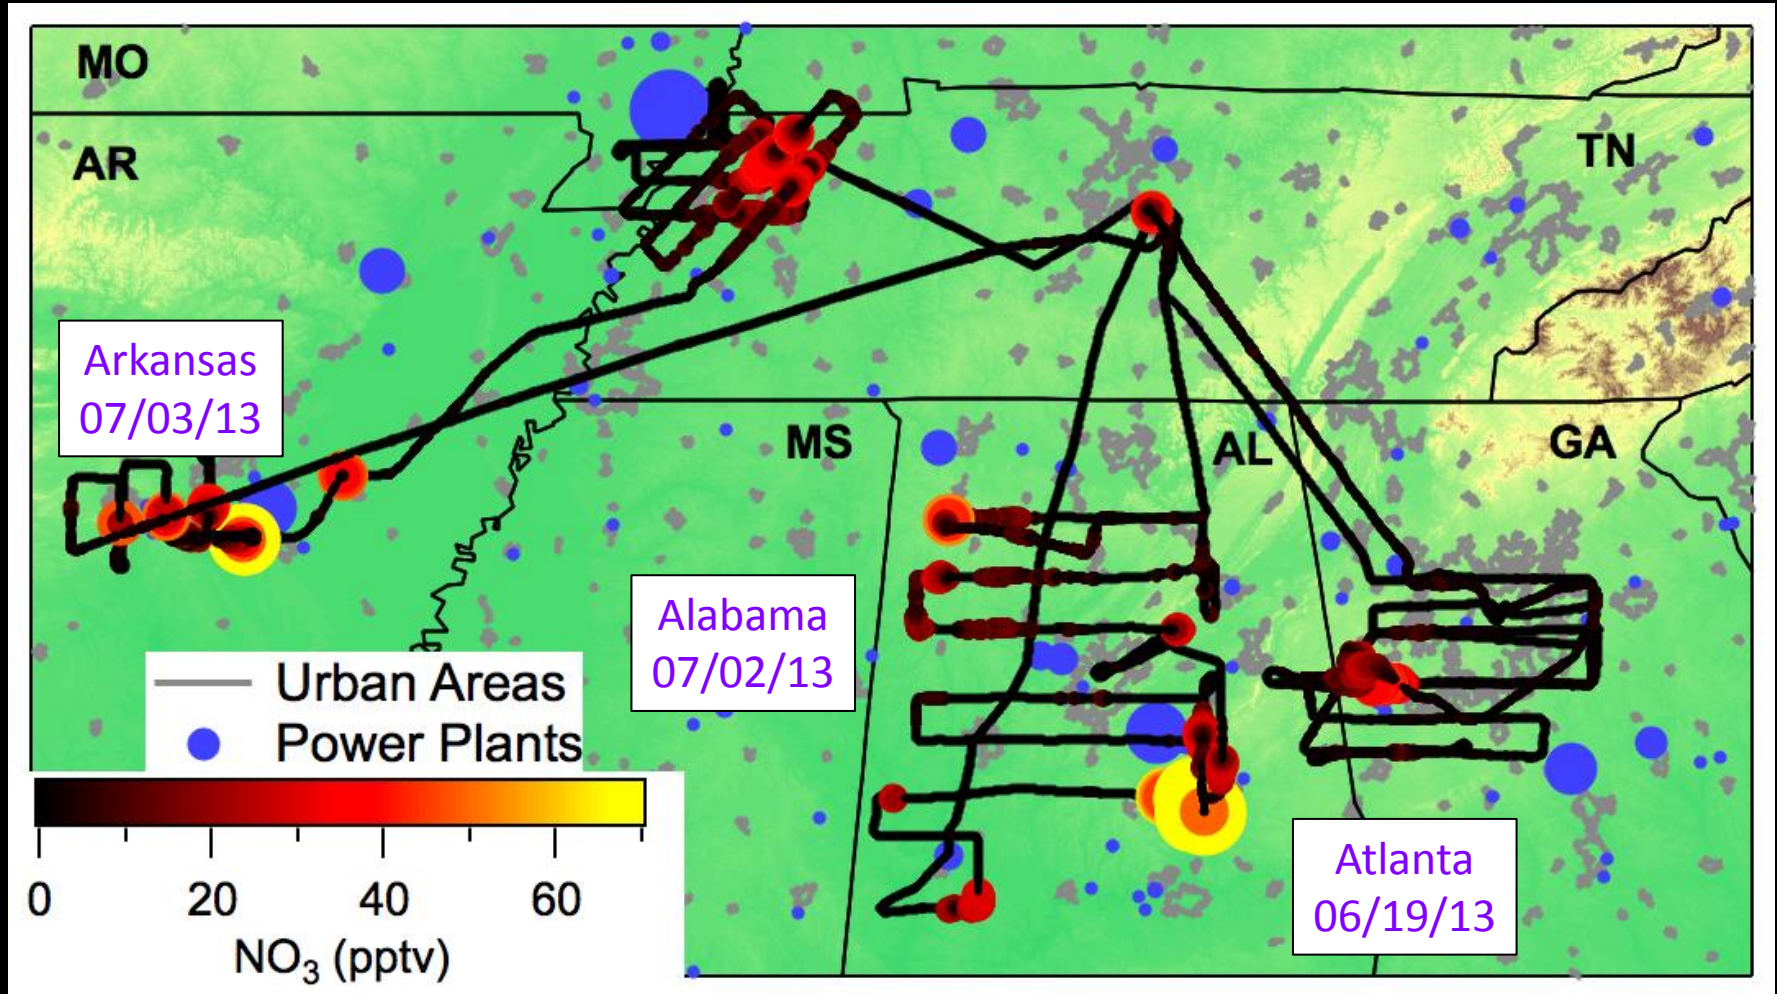 MO
AR
TN
Arkansas
07/03/13
MS
AL
GA
Alabama
07/02/13
Urban Areas
Power Plants
Atlanta
06/19/13
0 20 40 60
NO₃ (pptv)